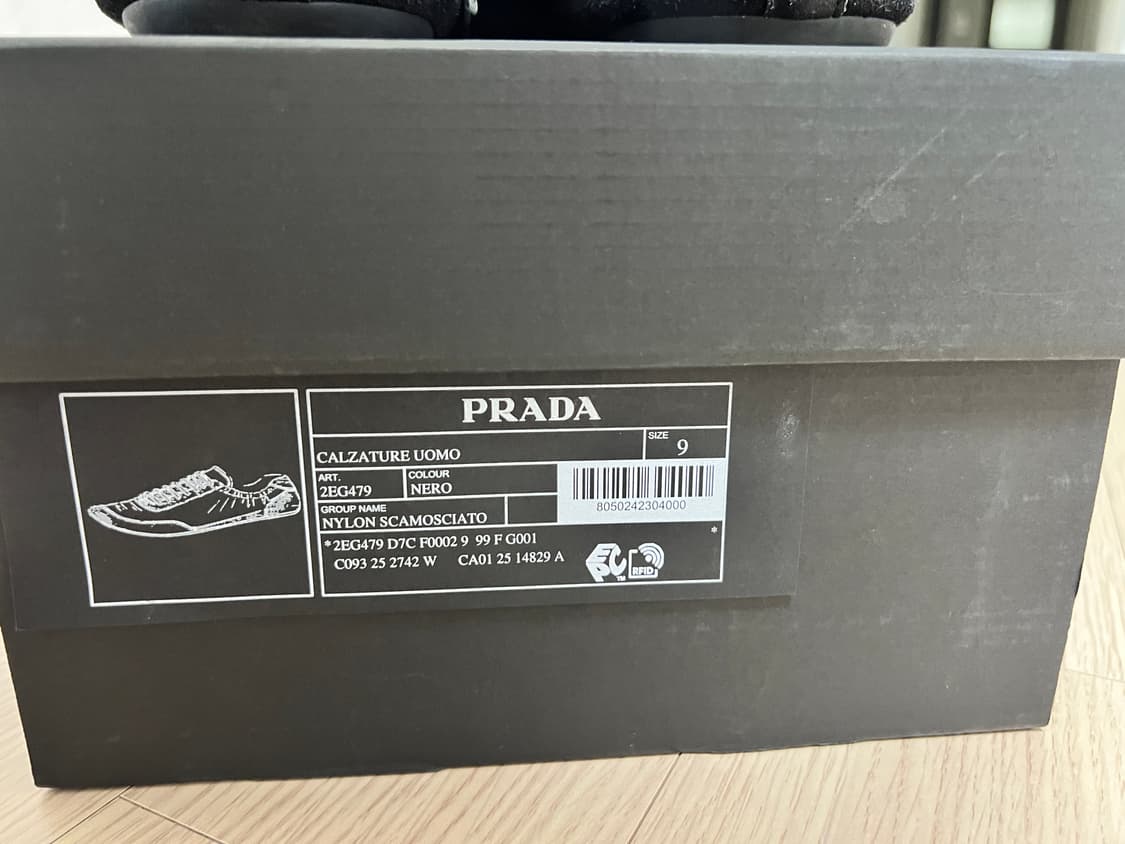 PRADA
CALZATURE UOMO
SIZE
9
ART.
2EG479
COLOUR
NERO
GROUP NAME
NYLON SCAMOSCIATO
8050242304000
*2EG479 D7C F0002 9 99 F G001
*
C093 25 2742 W CA01 25 14829 A
EPC™
RFID